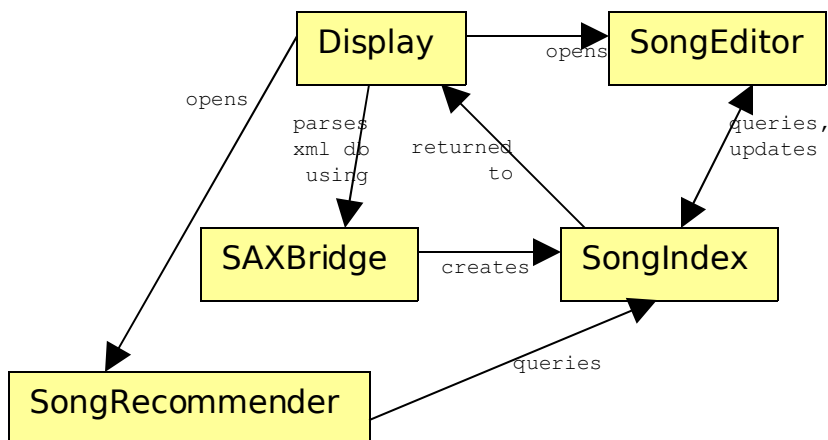 Display
SongEditor
opens
opens
parses
xml db
using
returned
to
queries,
updates
SAXBridge
SongIndex
creates
queries
SongRecommender